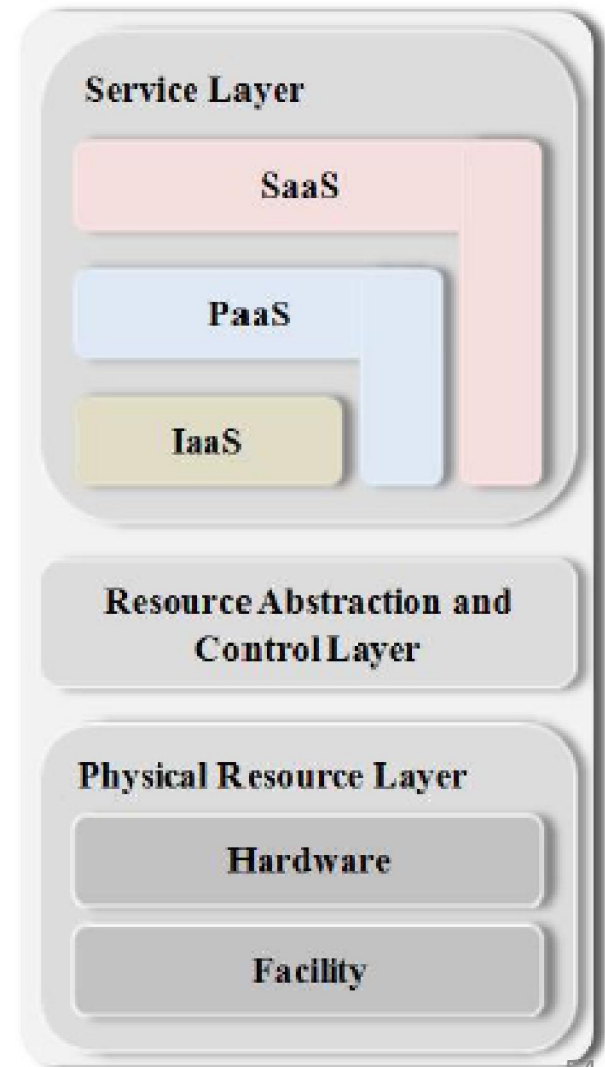 Service Layer
SaaS
PaaS
IaaS
Resource Abstraction and
Control Layer
Physical Resource Layer
Hardware
Facility